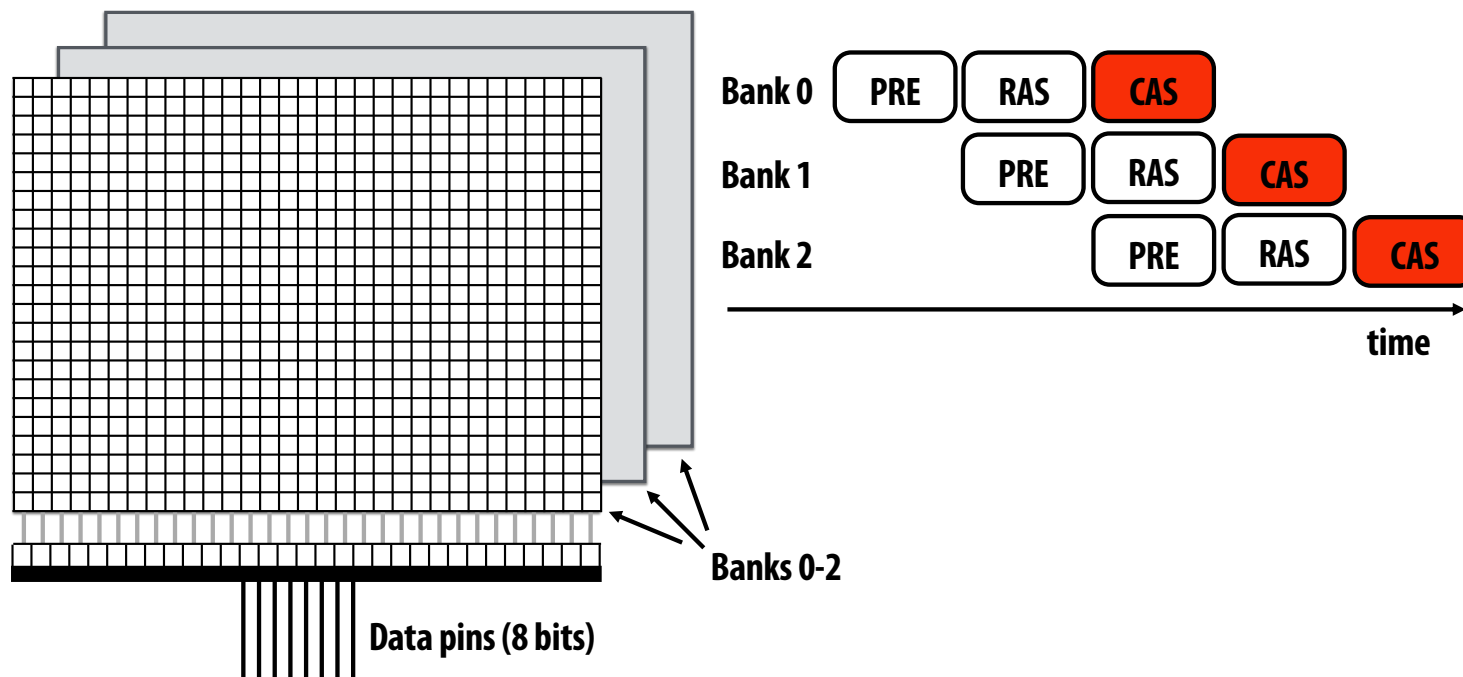 Bank 0 PRE RAS CAS
Bank 1 PRE RAS CAS
Bank 2 PRE RAS CAS
time
Banks 0-2
Data pins (8 bits)